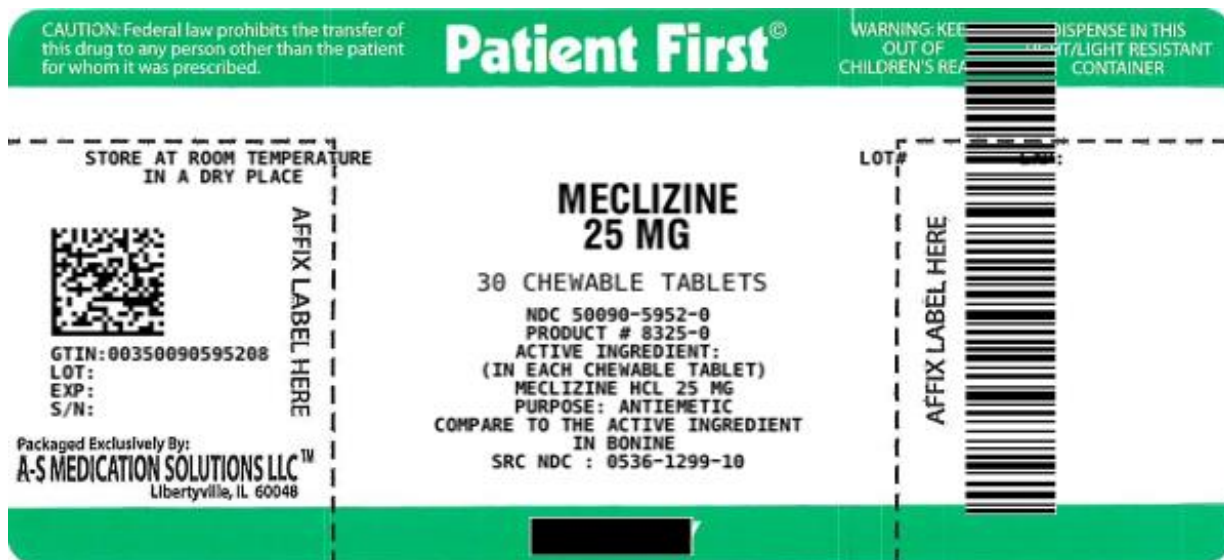 CAUTION: Federal law prohibits the transfer of
this drug to any person other than the patient
for whom it was prescribed.
Patient First©
WARNING: KEE
OUT OF
CHILDREN'S REA
DISPENSE IN THIS
/LIGHT RESISTANT
CONTAINER
STORE AT ROOM TEMPERATURE
IN A DRY PLACE
AFFIX LABEL HERE
GTIN:00350090595208
LOT:
EXP:
S/N:
Packaged Exclusively By:
A-S MEDICATION SOLUTIONS LLC™
Libertyville, IL 60048
MECLIZINE
25 MG
30 CHEWABLE TABLETS
NDC 50090-5952-0
PRODUCT # 8325-0
ACTIVE INGREDIENT:
(IN EACH CHEWABLE TABLET)
MECLIZINE HCL 25 MG
PURPOSE: ANTIEMETIC
COMPARE TO THE ACTIVE INGREDIENT
IN BONINE
SRC NDC : 0536-1299-10
LOT#
AFFIX LABEL HERE